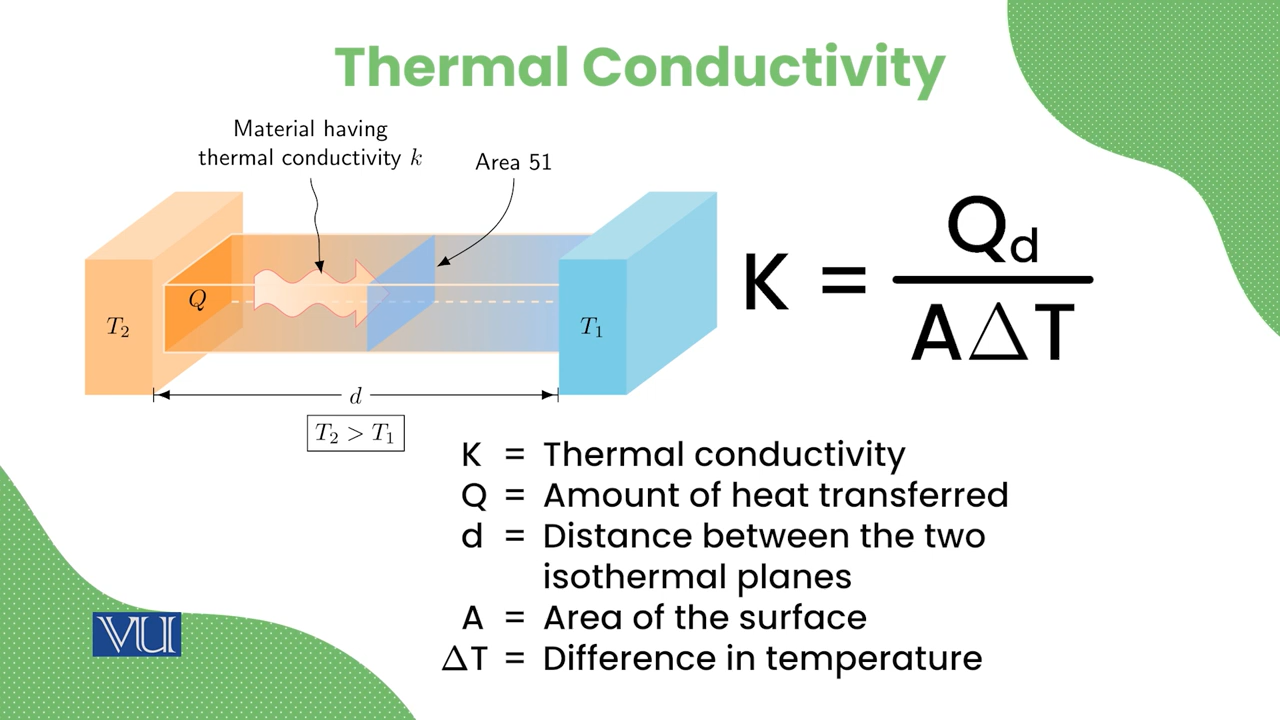 Thermal Conductivity
Material having
thermal conductivity k
Area 51
Q
T₂
T₁
d
T₂ > T₁
K = Qd / AΔT
K = Thermal conductivity
Q = Amount of heat transferred
d = Distance between the two
isothermal planes
A = Area of the surface
ΔT = Difference in temperature
VU